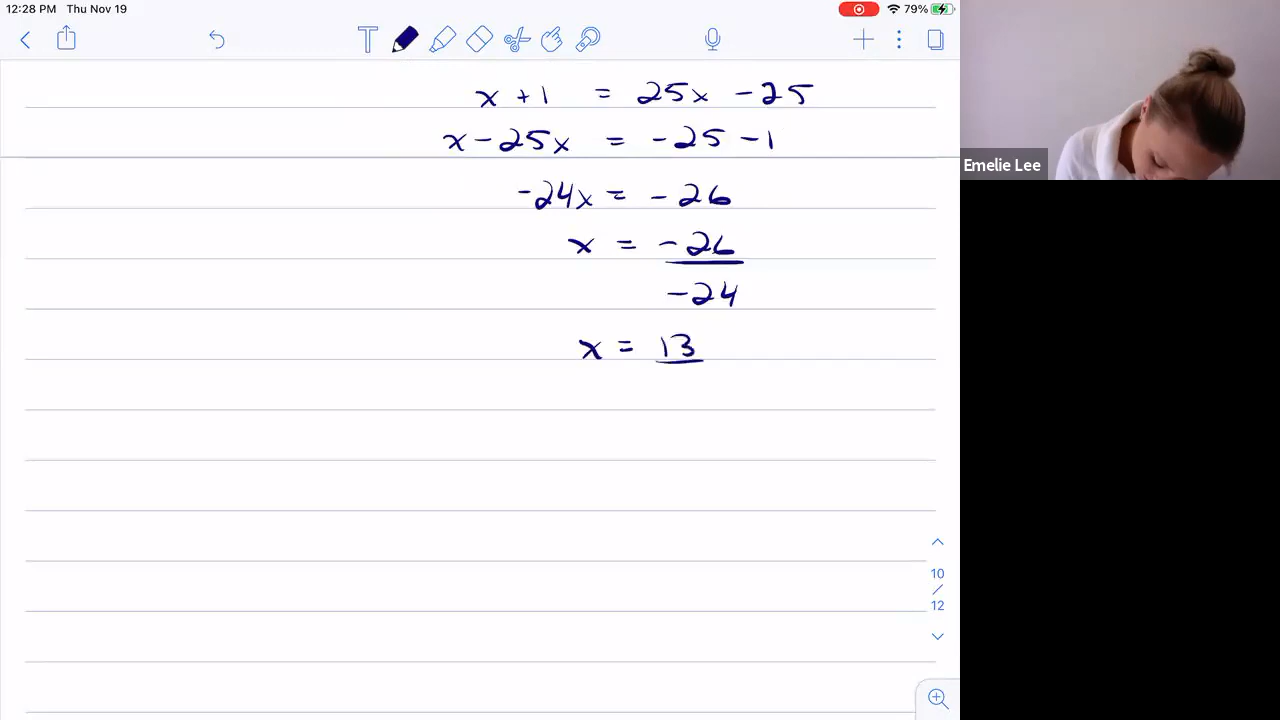 12:28 PM Thu Nov 19
79%
T
x + 1 = 25x - 25
x - 25x = -25 - 1
-24x = -26
x = -26
-24
x = 13
Emelie Lee
10
/
12